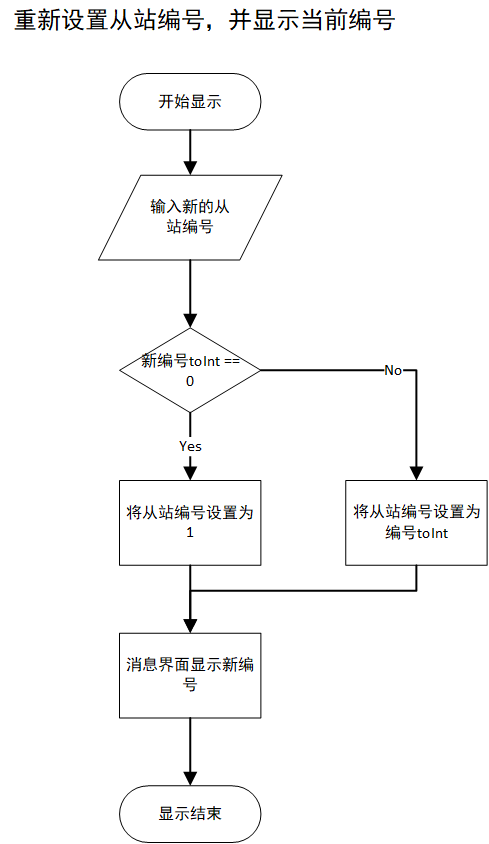 重新设置从站编号，并显示当前编号
开始显示
输入新的从
站编号
新编号toInt ==
0
No
Yes
将从站编号设置为
1
将从站编号设置为
编号toInt
消息界面显示新编
号
显示结束